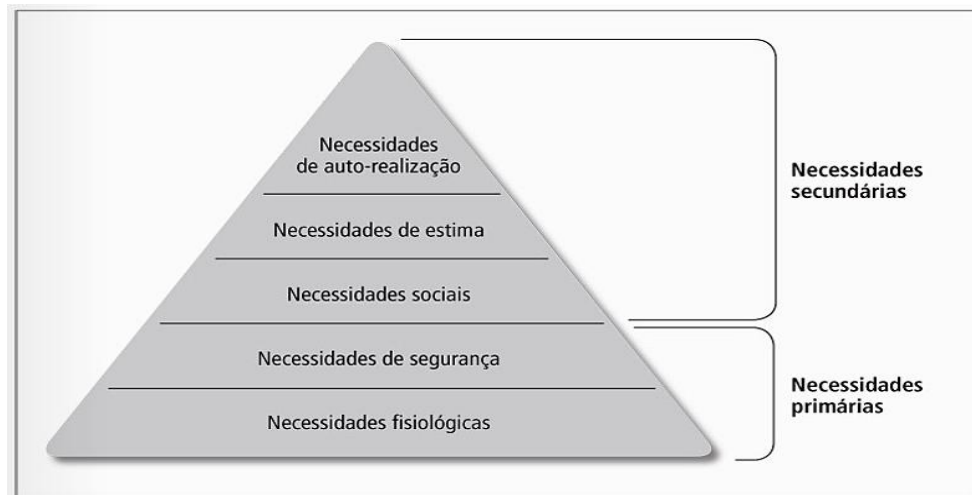 Necessidades
de auto-realização
Necessidades de estima
Necessidades sociais
Necessidades de segurança
Necessidades fisiológicas
Necessidades
secundárias
Necessidades
primárias